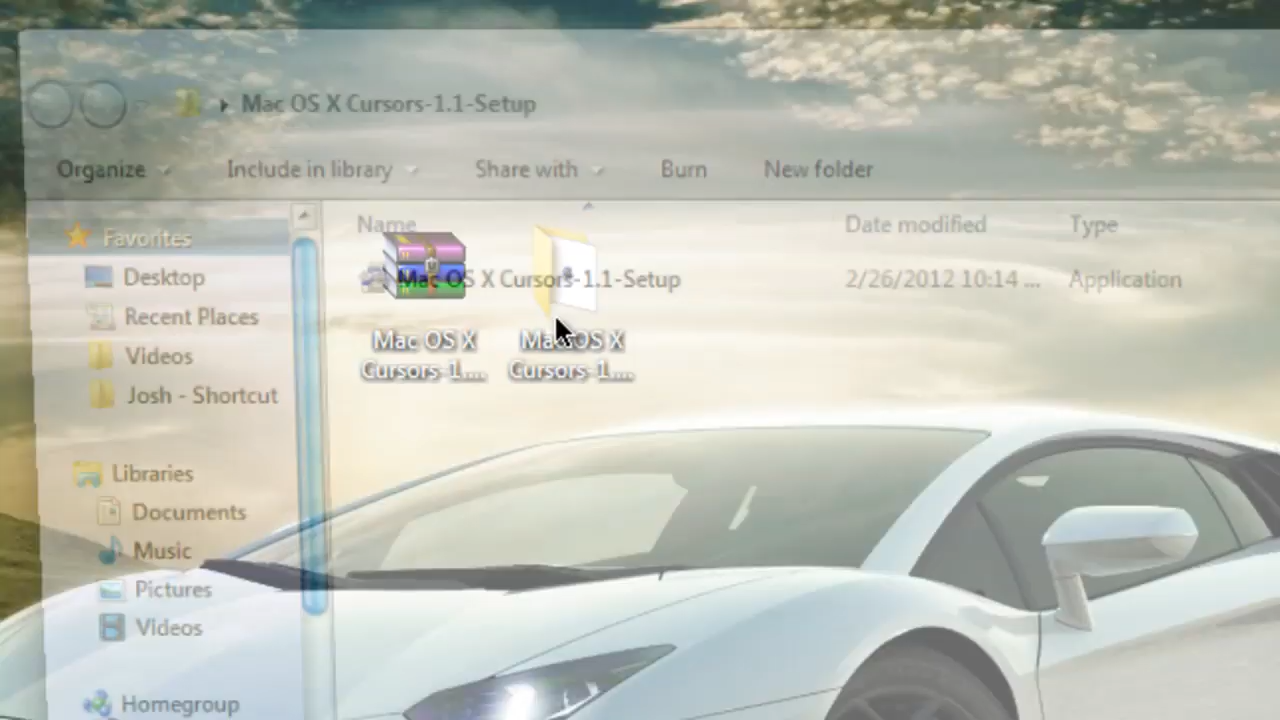 Mac OS X Cursors-1.1-Setup
Organize
Include in library
Share with
Burn
New folder
Name
Date modified
Type
Favorites
Desktop
Recent Places
Videos
Josh - Shortcut
Mac OS X Cursors-1.1-Setup
2/26/2012 10:14 ...
Application
Mac OS X
Cursors-1....
Mac OS X
Cursors-1....
Libraries
Documents
Music
Pictures
Videos
Homegroup